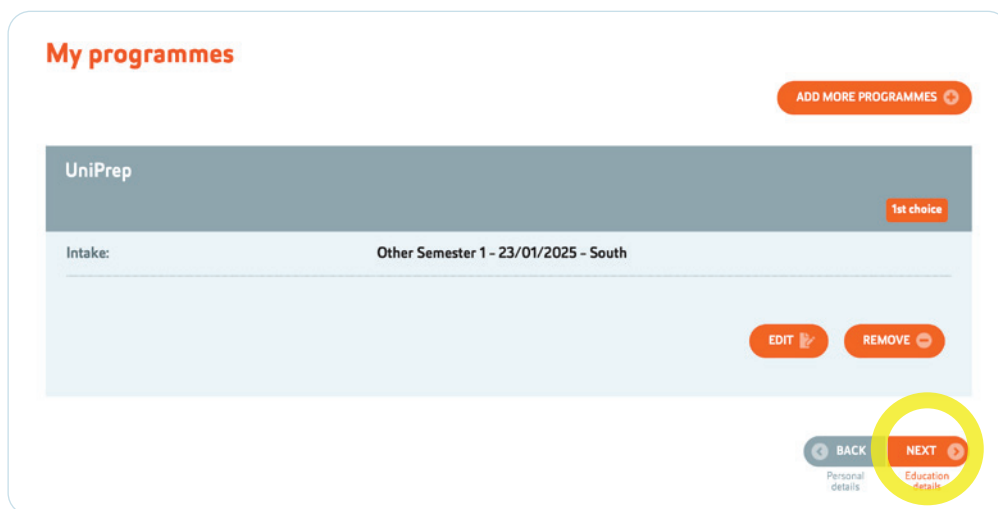 My programmes
ADD MORE PROGRAMMES
UniPrep
1st choice
Intake: Other Semester 1 - 23/01/2025 - South
EDIT REMOVE
BACK NEXT
Personal details Education details